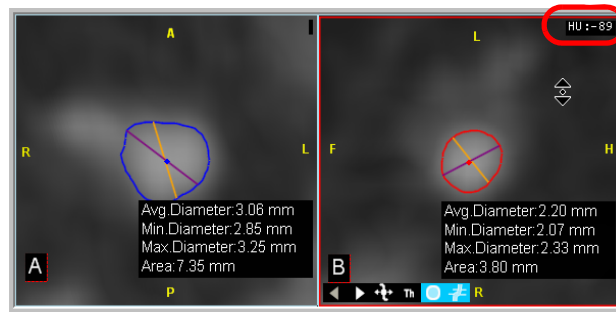 A
HU:-89
L
R
L
F
H
Avg.Diameter:3.06 mm
Min.Diameter:2.85 mm
Max.Diameter:3.25 mm
Area:7.35 mm
A
P
Avg.Diameter:2.20 mm
Min.Diameter:2.07 mm
Max.Diameter:2.33 mm
Area:3.80 mm
B
Th
R